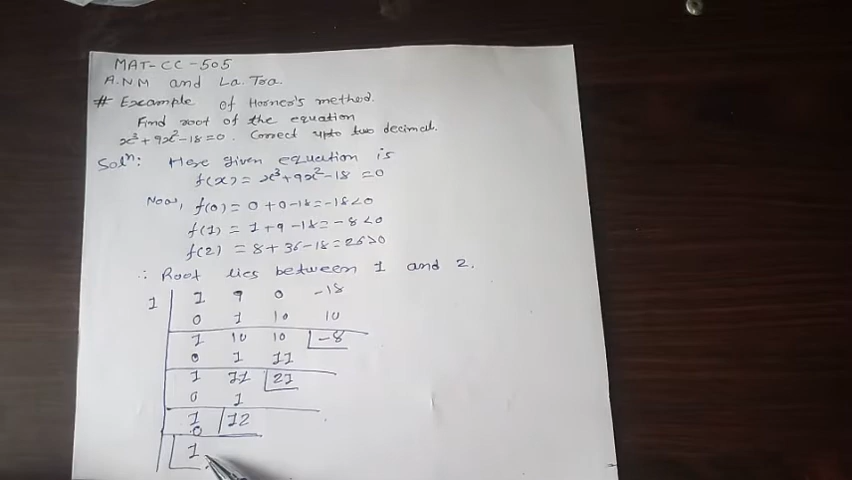 MAT-CC-505
A.N.M and La. Tra.
# Example of Horner's method.
Find root of the equation
x³+9x²-18=0. Correct upto two decimal.
Solⁿ: Here given equation is
f(x)= x³+9x²-18 =0
Now, f(0) = 0+0-18=-18<0
f(1) = 1+9-18=-8<0
f(2) = 8+36-18=26>0
∴ Root lies between 1 and 2.
1 | 1 9 0 -18
0 1 10 10
1 10 10 |-8
0 1 11
1 11 |21
0 1
1 |12
0
|1